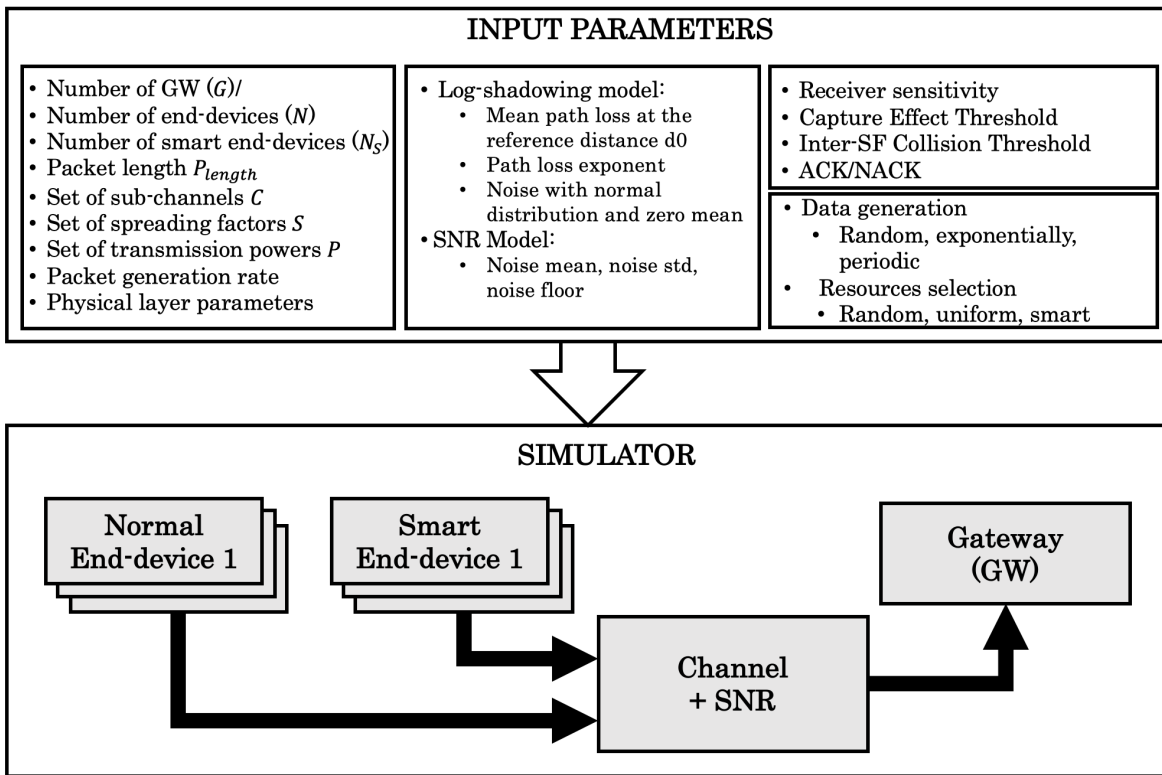 INPUT PARAMETERS
• Number of GW (G)/
• Number of end-devices (N)
• Number of smart end-devices (N_S)
• Packet length P_length
• Set of sub-channels C
• Set of spreading factors S
• Set of transmission powers P
• Packet generation rate
• Physical layer parameters
• Log-shadowing model:
• Mean path loss at the
reference distance d0
• Path loss exponent
• Noise with normal
distribution and zero mean
• SNR Model:
• Noise mean, noise std,
noise floor
• Receiver sensitivity
• Capture Effect Threshold
• Inter-SF Collision Threshold
• ACK/NACK
• Data generation
• Random, exponentially,
periodic
• Resources selection
• Random, uniform, smart
SIMULATOR
Normal
End-device 1
Smart
End-device 1
Gateway
(GW)
Channel
+ SNR